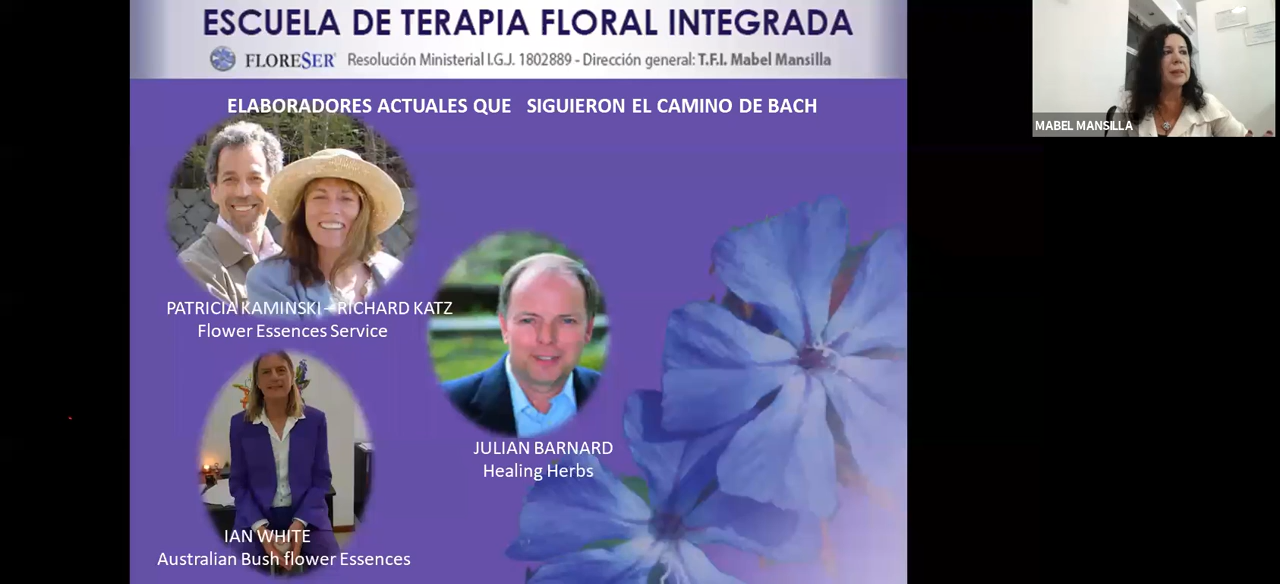 ESCUELA DE TERAPIA FLORAL INTEGRADA
FLORESER® Resolución Ministerial I.G.J. 1802889 - Dirección general: T.F.I. Mabel Mansilla
MABEL MANSILLA
ELABORADORES ACTUALES QUE SIGUIERON EL CAMINO DE BACH
PATRICIA KAMINSKI - RICHARD KATZ
Flower Essences Service
JULIAN BARNARD
Healing Herbs
IAN WHITE
Australian Bush flower Essences